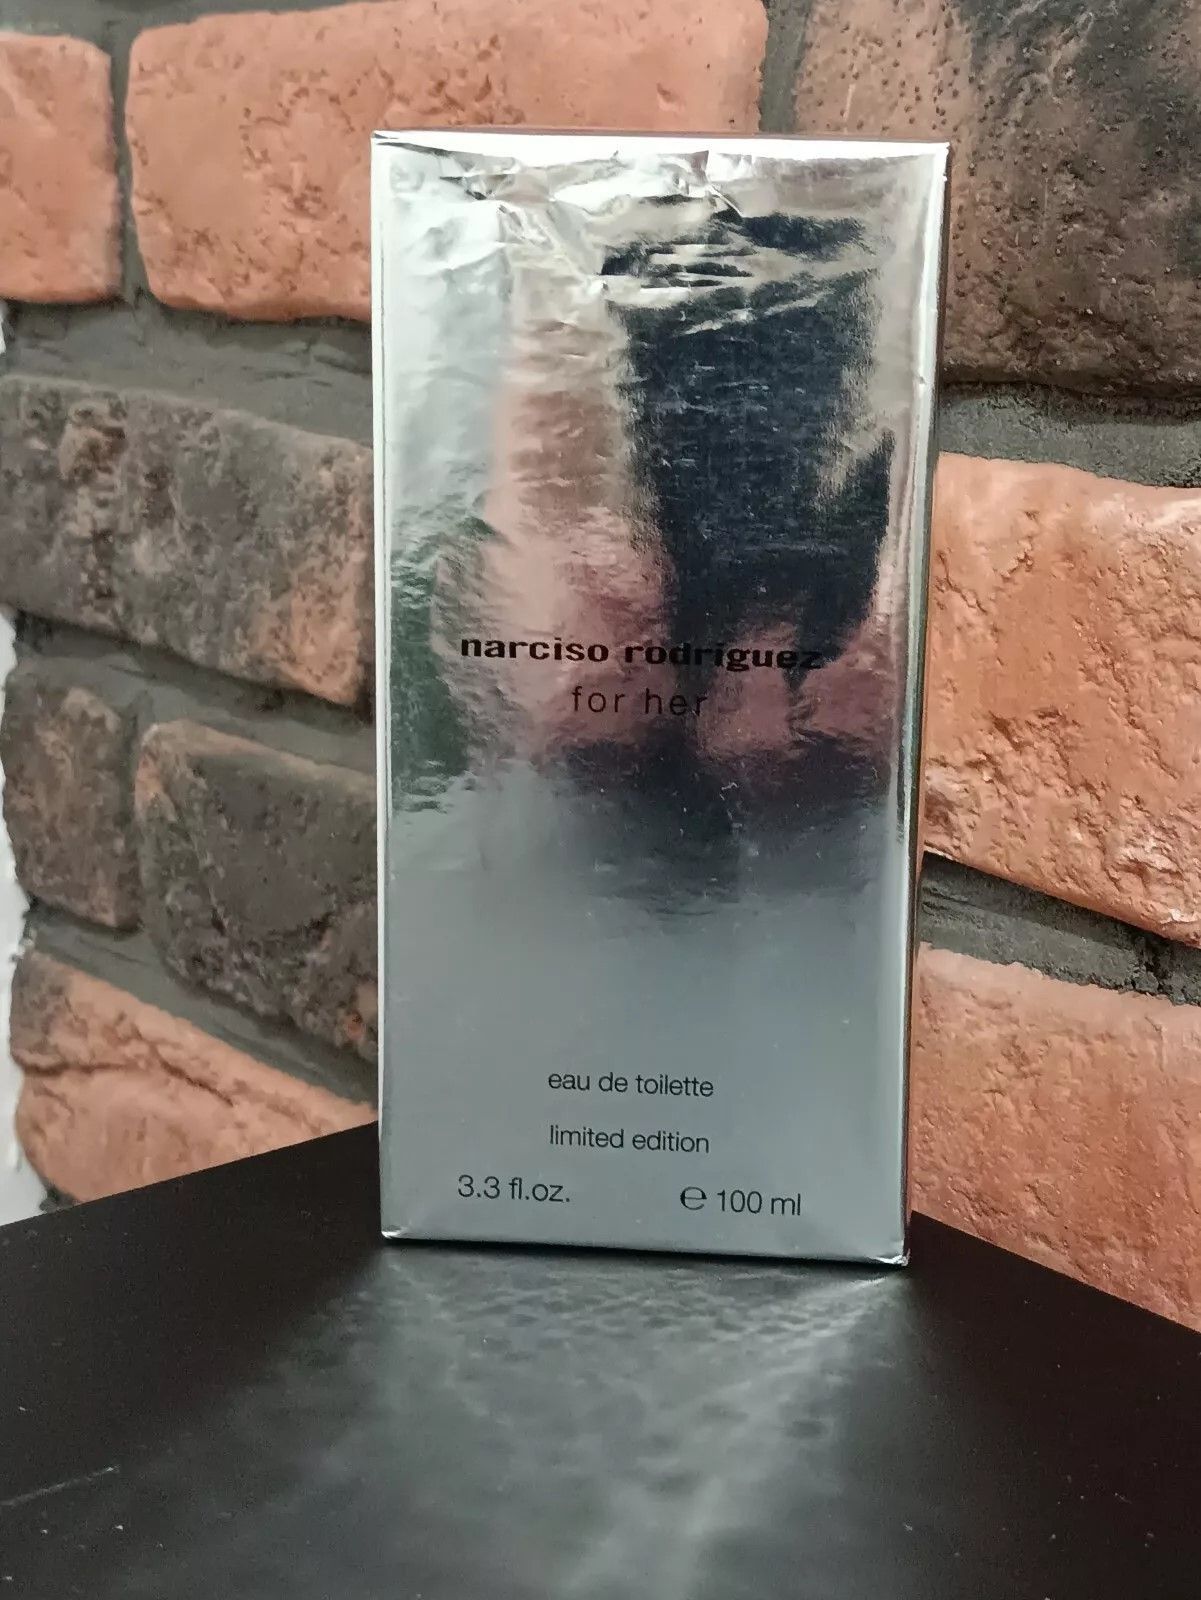 narciso rodriguez
for her
eau de toilette
limited edition
3.3 fl.oz. ℮ 100 ml